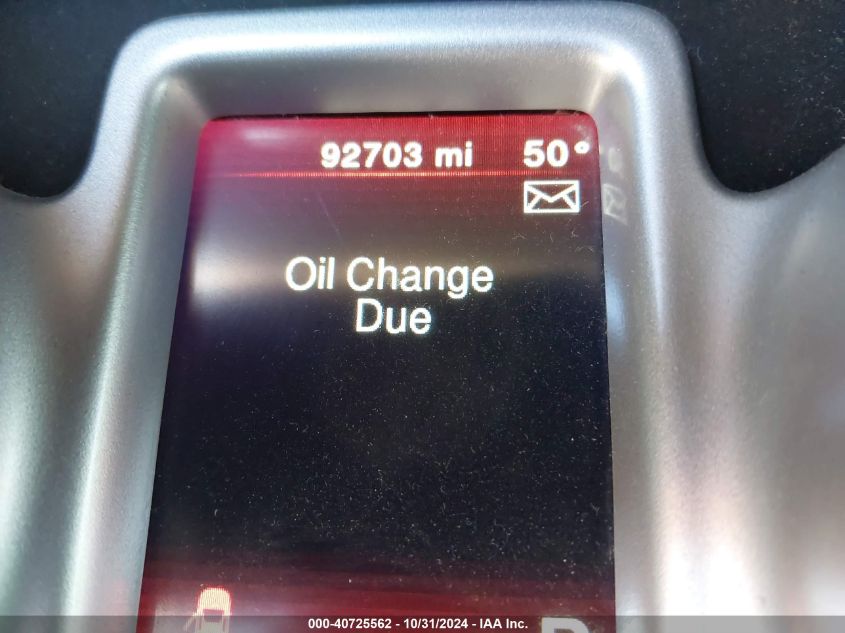 92703 mi 50°
Oil Change
Due
000-40725562 - 10/31/2024 - IAA Inc.